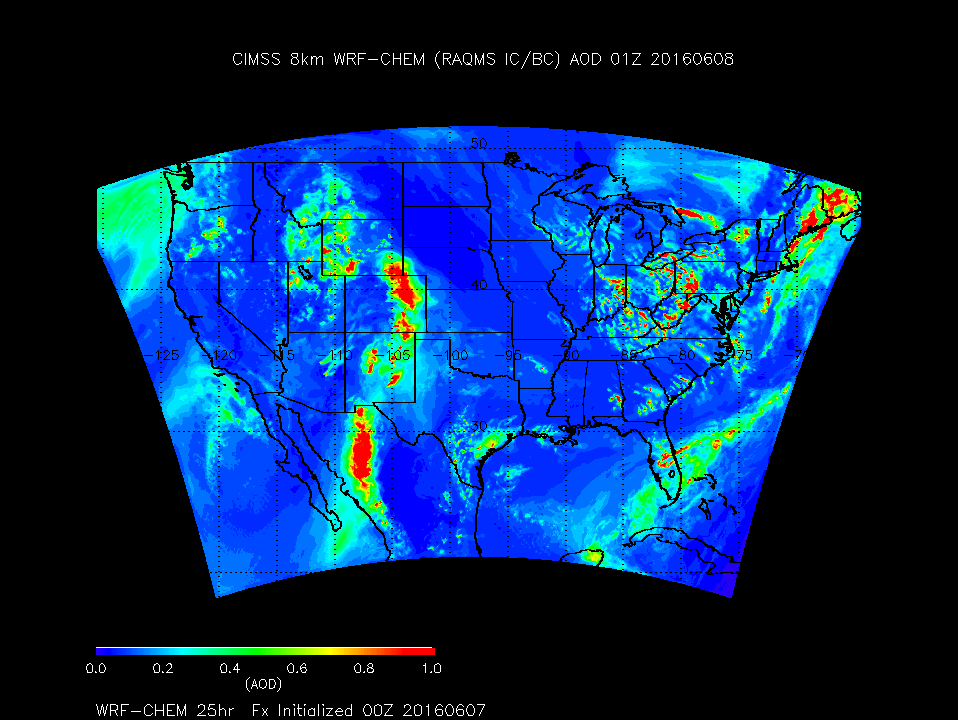 CIMSS 8km WRF-CHEM (RAQMS IC/BC) AOD 01Z 20160608
50
40
-125 -120 -115 -110 -105 -100 -95 -90 -85 -80 -75 -70
30
0.0 0.2 0.4 0.6 0.8 1.0
(AOD)
WRF-CHEM 25hr Fx Initialized 00Z 20160607